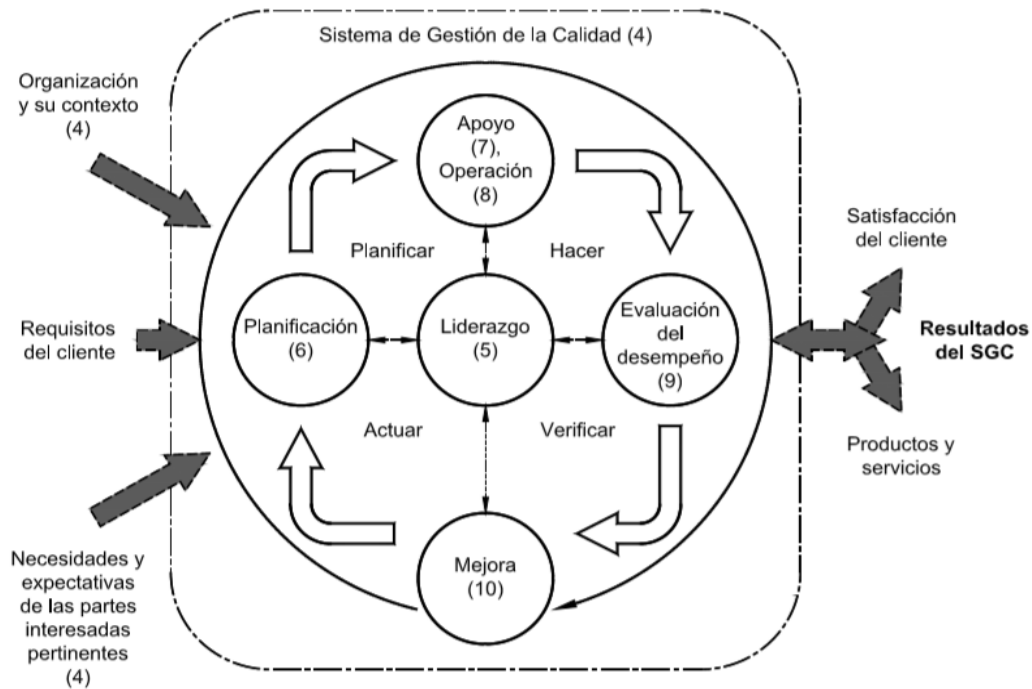 Sistema de Gestión de la Calidad (4)
Organización
y su contexto
(4)
Apoyo
(7),
Operación
(8)
Satisfacción
del cliente
Planificar
Hacer
Requisitos
del cliente
Planificación
(6)
Liderazgo
(5)
Evaluación
del
desempeño
(9)
Resultados
del SGC
Actuar
Verificar
Productos y
servicios
Mejora
(10)
Necesidades y
expectativas
de las partes
interesadas
pertinentes
(4)